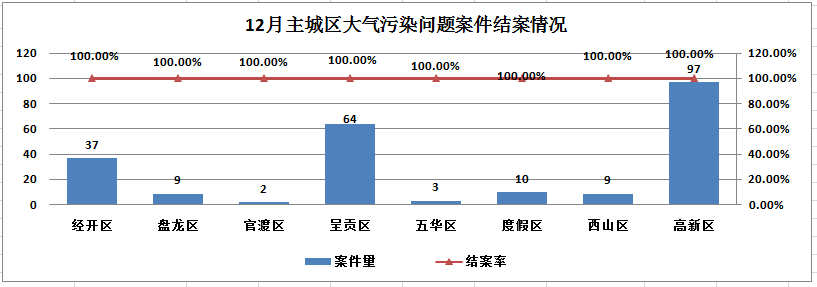 12月主城区大气污染问题案件结案情况
120 100.00% 100.00% 100.00% 100.00% 100.00% 100.00% 100.00% 100.00% 120.00%
100 97 100.00%
80 64 80.00%
60 60.00%
40 37 40.00%
20 9 2 3 10 9 20.00%
0 0.00%
经开区 盘龙区 官渡区 呈贡区 五华区 度假区 西山区 高新区
案件量 结案率